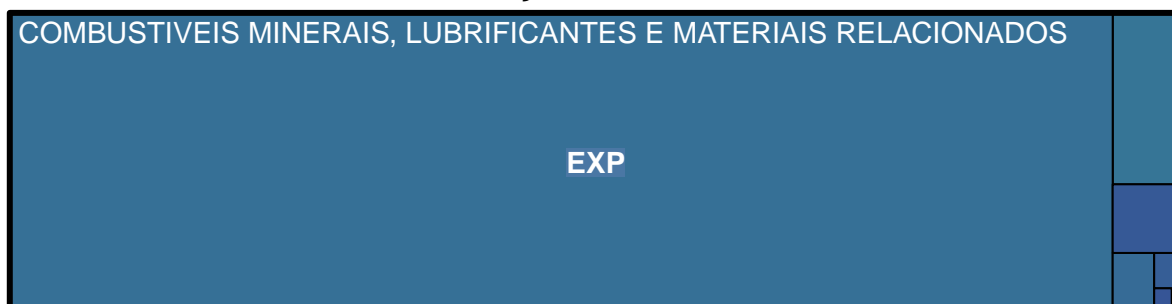 COMBUSTIVEIS MINERAIS, LUBRIFICANTES E MATERIAIS RELACIONADOS
EXP